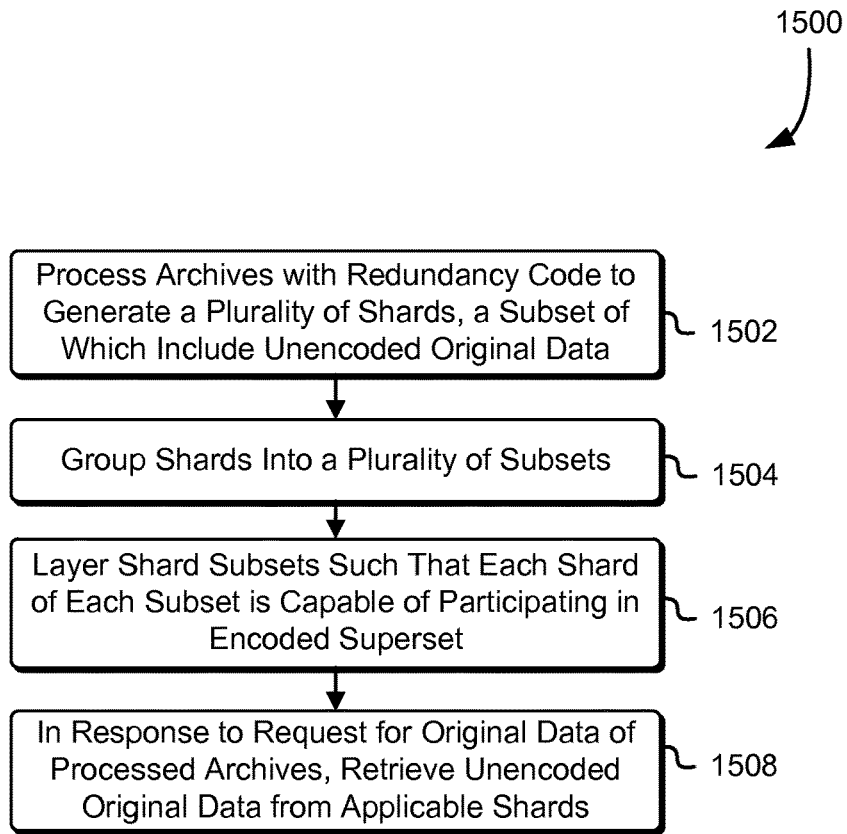 1500
Process Archives with Redundancy Code to
Generate a Plurality of Shards, a Subset of
Which Include Unencoded Original Data
1502
Group Shards Into a Plurality of Subsets
1504
Layer Shard Subsets Such That Each Shard
of Each Subset is Capable of Participating in
Encoded Superset
1506
In Response to Request for Original Data of
Processed Archives, Retrieve Unencoded
Original Data from Applicable Shards
1508